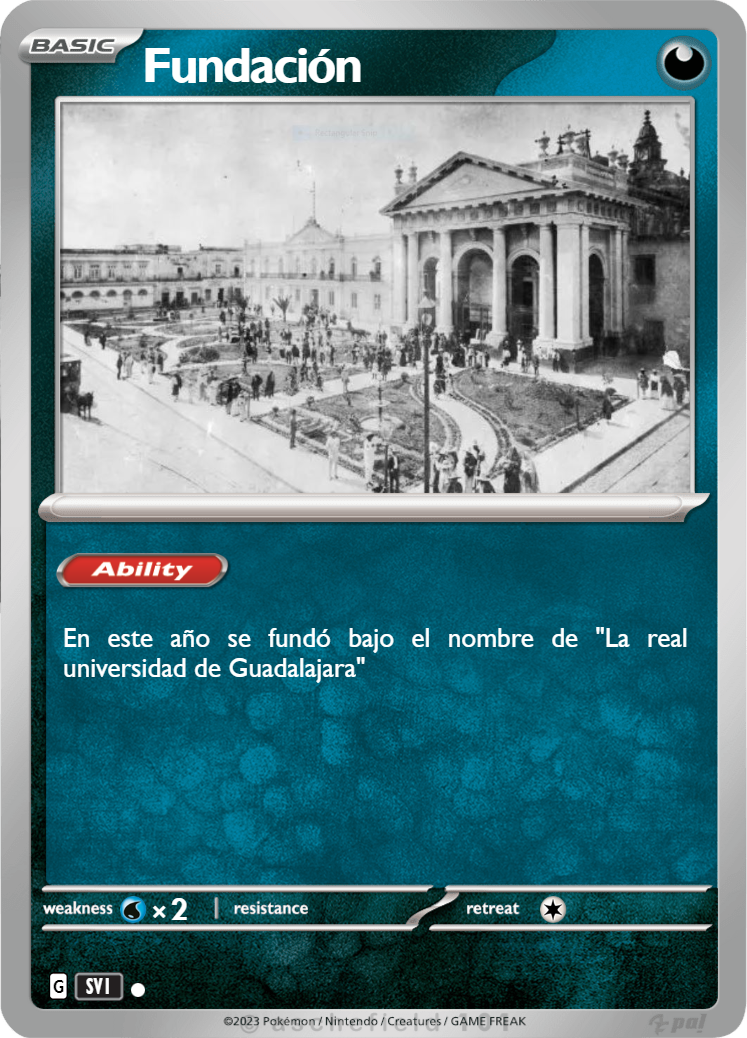 BASIC
Fundación
Ability
En este año se fundó bajo el nombre de "La real
universidad de Guadalajara"
weakness × 2 | resistance
retreat
G SV1
©2023 Pokémon / Nintendo / Creatures / GAME FREAK